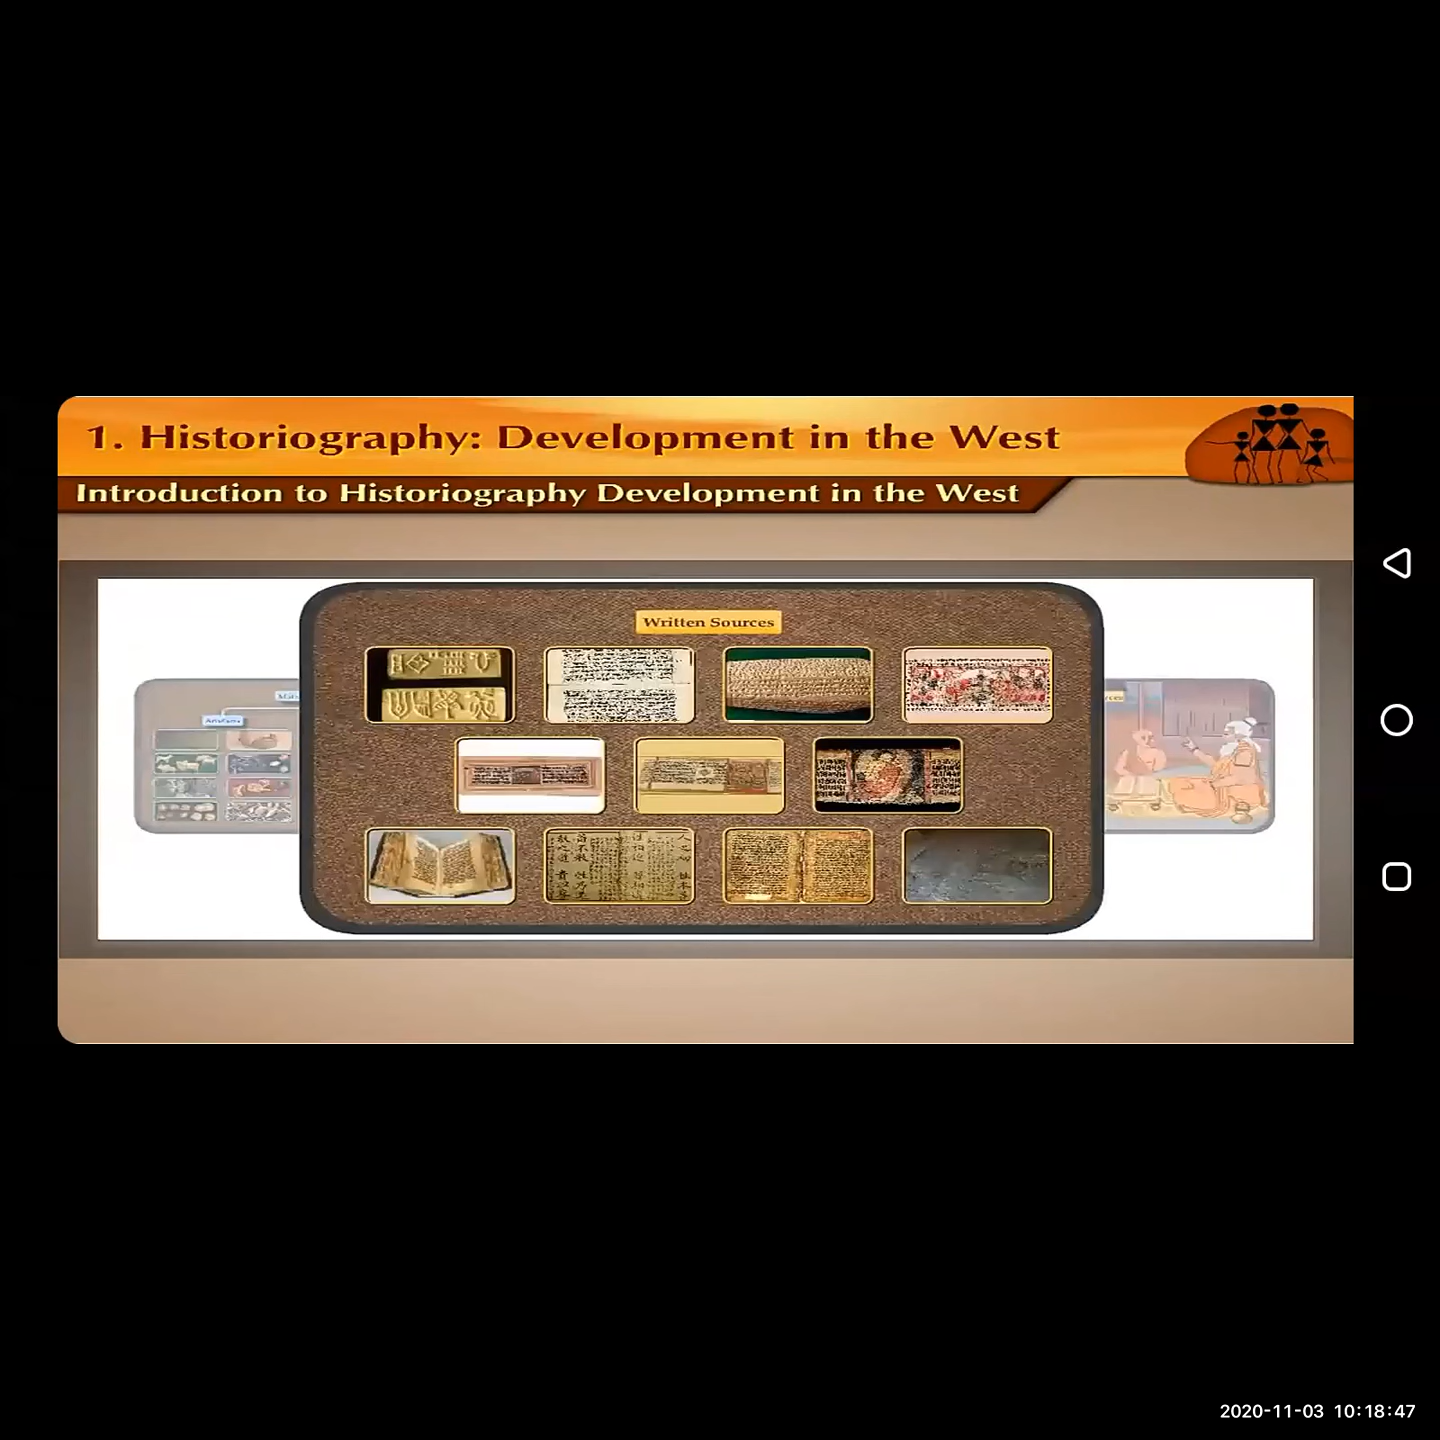 1. Historiography: Development in the West
Introduction to Historiography Development in the West
Written Sources
Artefacts
2020-11-03 10:18:47